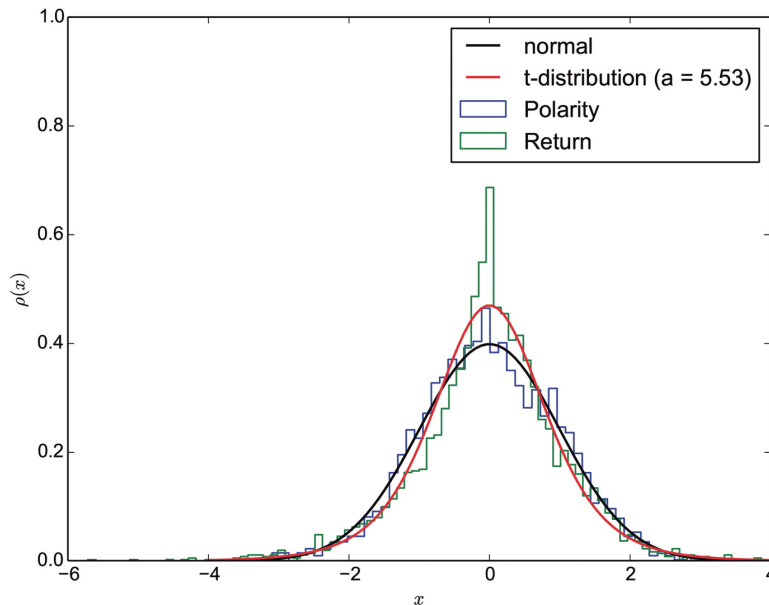 1.0
normal
t-distribution (a = 5.53)
Polarity
Return
0.8
0.6
ρ(x)
0.4
0.2
0.0
−6 −4 −2 0 2 4
x